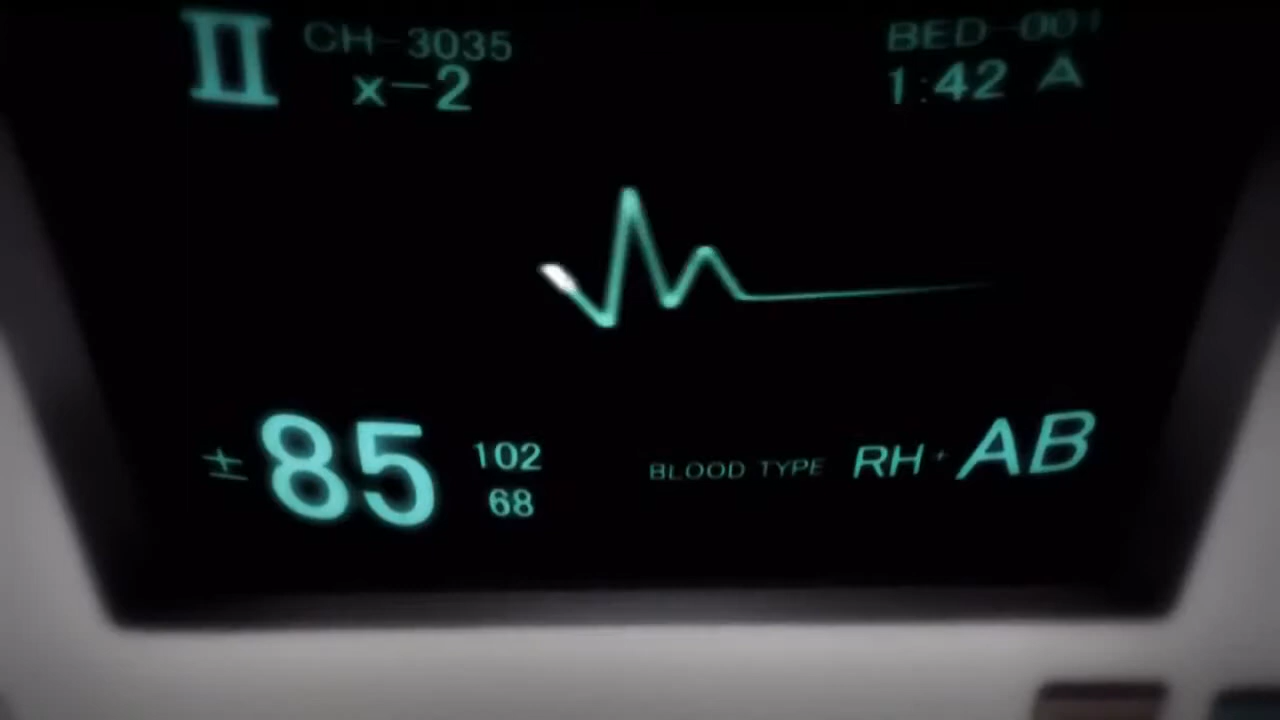 II CH-3035
x-2
BED-001
1:42 A
± 85 102
68
BLOOD TYPE RH+ AB